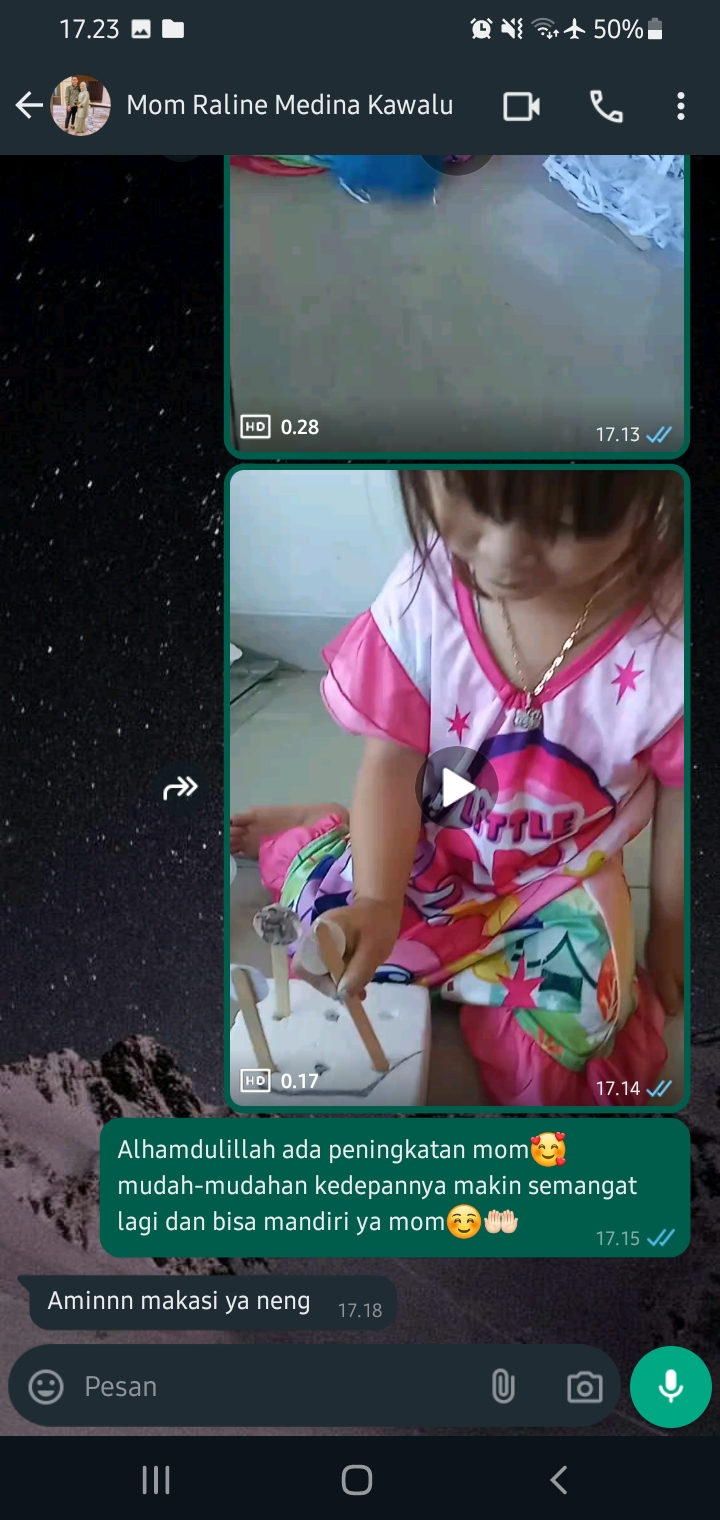 17.23
50%
Mom Raline Medina Kawalu
HD 0.28
17.13
LITTLE
HD 0.17
17.14
Alhamdulillah ada peningkatan mom🥰
mudah-mudahan kedepannya makin semangat
lagi dan bisa mandiri ya mom☺️🤲🏻
17.15
Aminnn makasi ya neng
17.18
Pesan